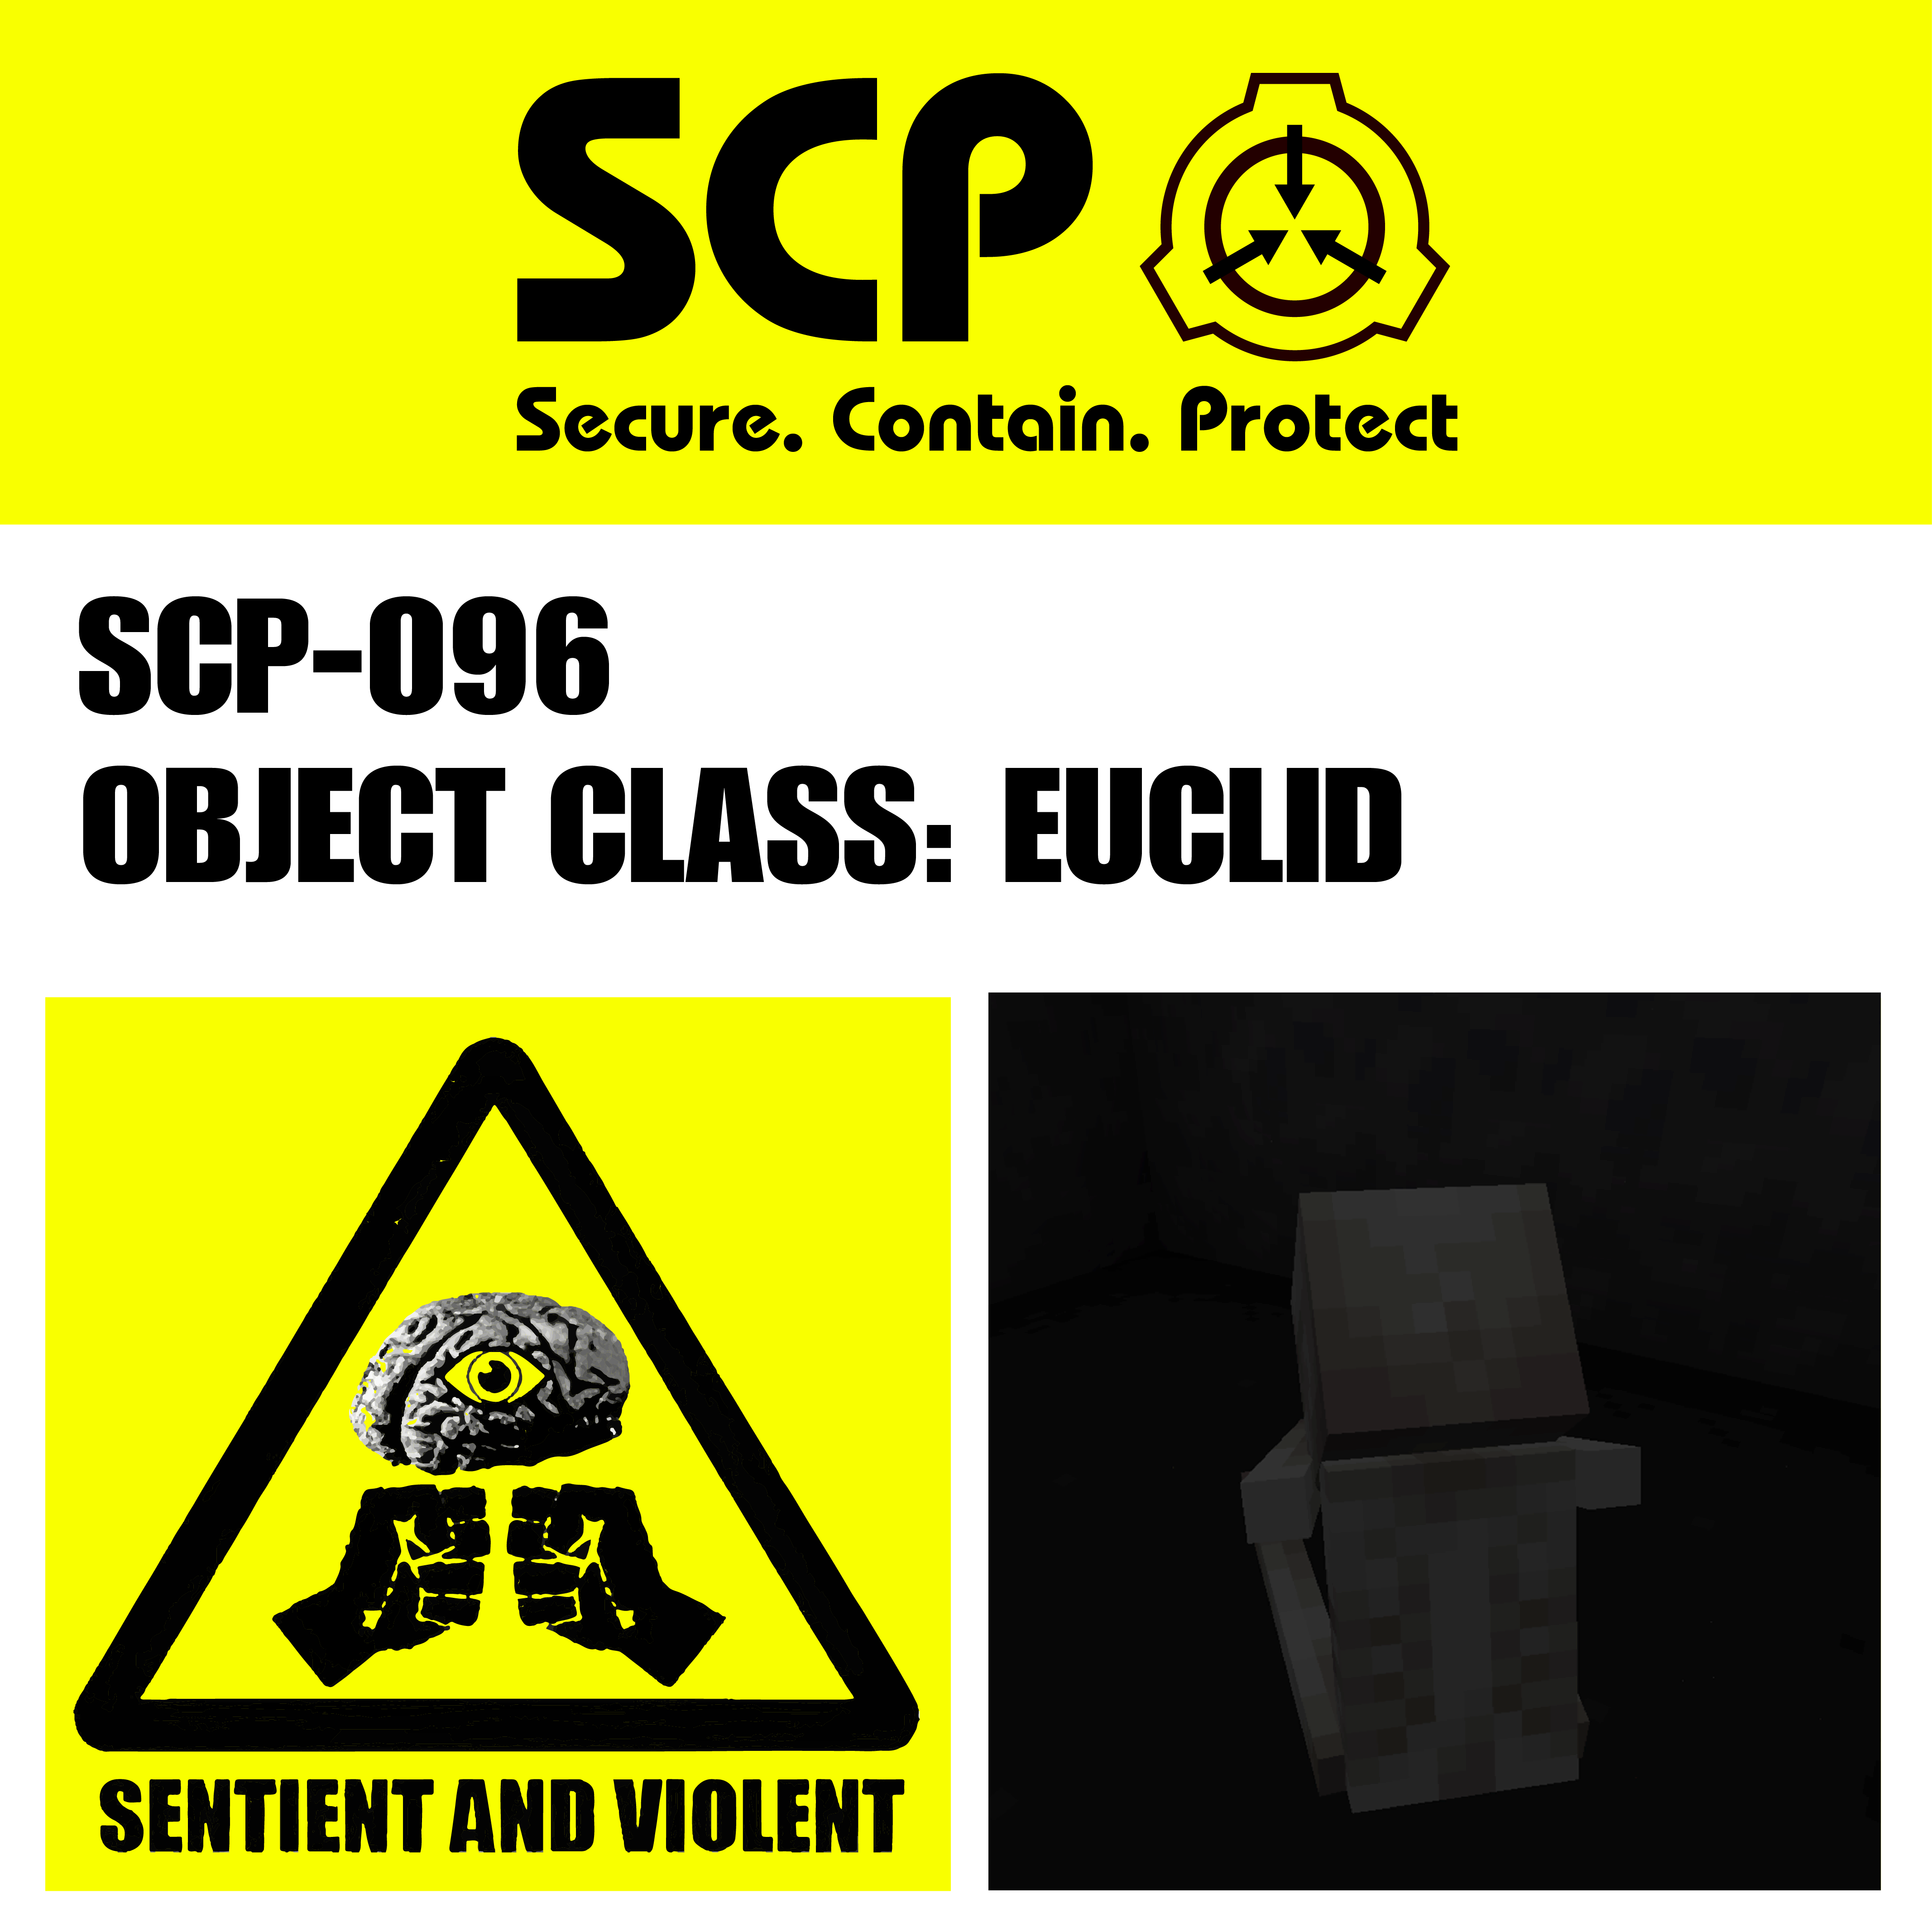 SCP
Secure. Contain. Protect
SCP-096
OBJECT CLASS: EUCLID
SENTIENT AND VIOLENT